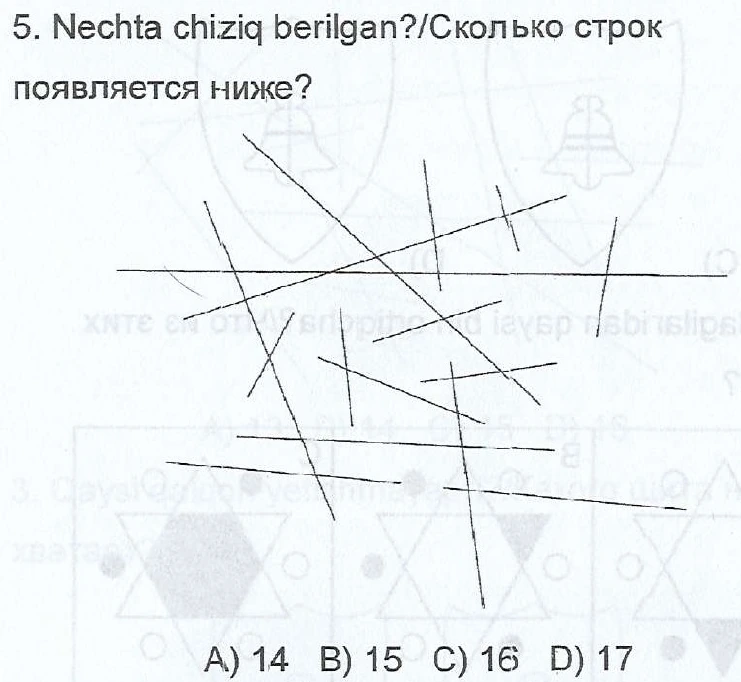 5. Nechta chiziq berilgan?/Сколько строк
появляется ниже?
A) 14 B) 15 C) 16 D) 17